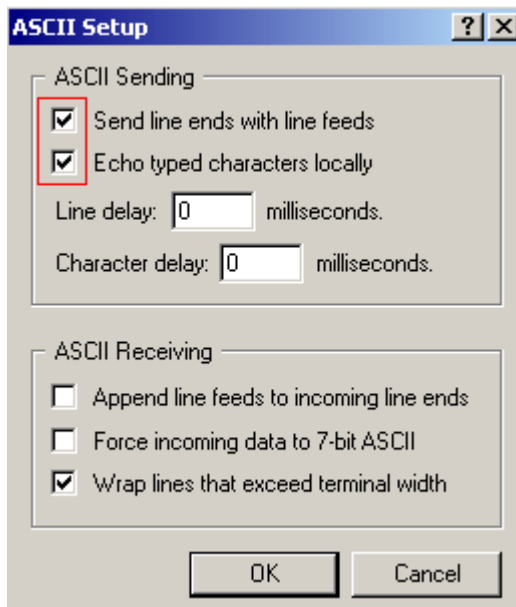 ASCII Setup
ASCII Sending
Send line ends with line feeds
Echo typed characters locally
Line delay: 0 milliseconds.
Character delay: 0 milliseconds.
ASCII Receiving
Append line feeds to incoming line ends
Force incoming data to 7-bit ASCII
Wrap lines that exceed terminal width
OK Cancel